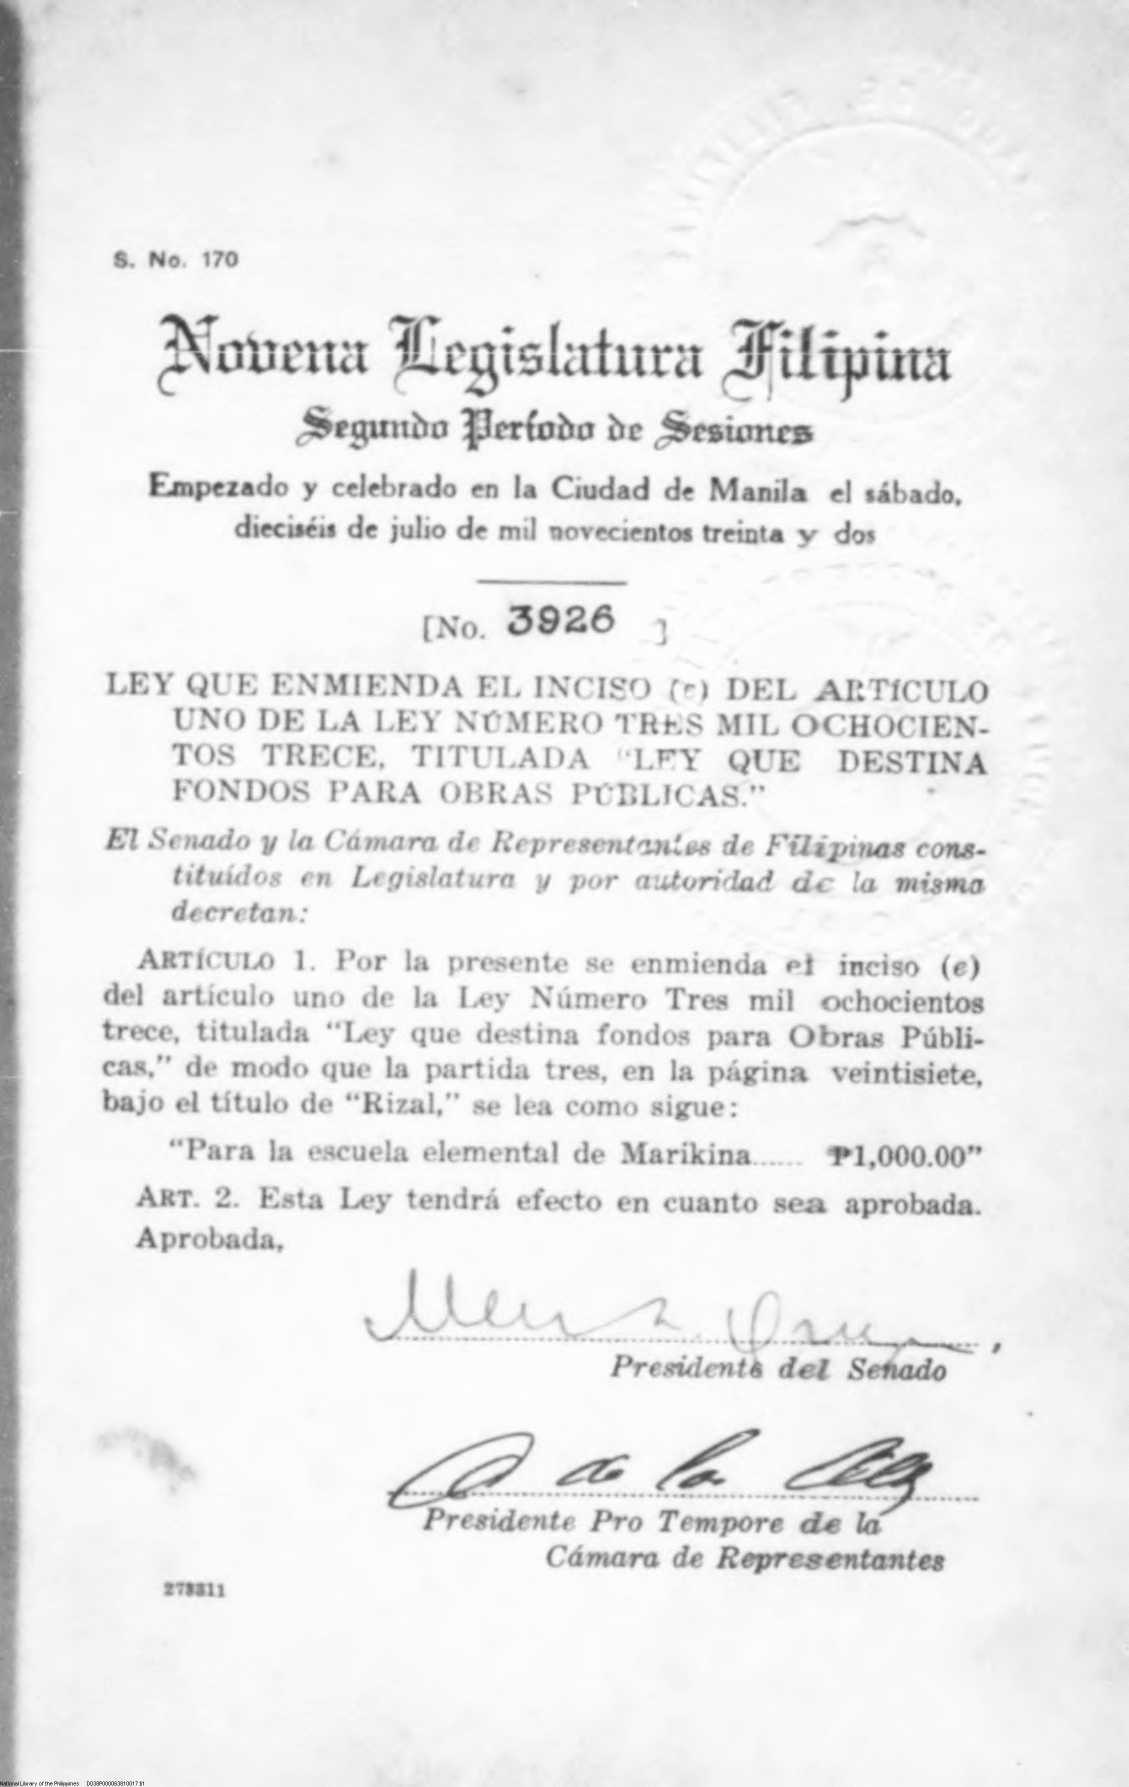 S. No. 170
Novena Legislatura Filipina
Segundo Período de Sesiones
Empezado y celebrado en la Ciudad de Manila el sábado,
dieciséis de julio de mil novecientos treinta y dos
[No. 3926 ]
LEY QUE ENMIENDA EL INCISO (e) DEL ARTÍCULO
UNO DE LA LEY NÚMERO TRES MIL OCHOCIEN-
TOS TRECE, TITULADA "LEY QUE DESTINA
FONDOS PARA OBRAS PÚBLICAS."
El Senado y la Cámara de Representantes de Filipinas cons-
tituídos en Legislatura y por autoridad de la misma
decretan:
ARTÍCULO 1. Por la presente se enmienda el inciso (e)
del artículo uno de la Ley Número Tres mil ochocientos
trece, titulada "Ley que destina fondos para Obras Públi-
cas," de modo que la partida tres, en la página veintisiete,
bajo el título de "Rizal," se lea como sigue:
"Para la escuela elemental de Marikina...... ₱1,000.00"
ART. 2. Esta Ley tendrá efecto en cuanto sea aprobada.
Aprobada,
Presidente del Senado
Presidente Pro Tempore de la
Cámara de Representantes
273311
National Library of the Philippines